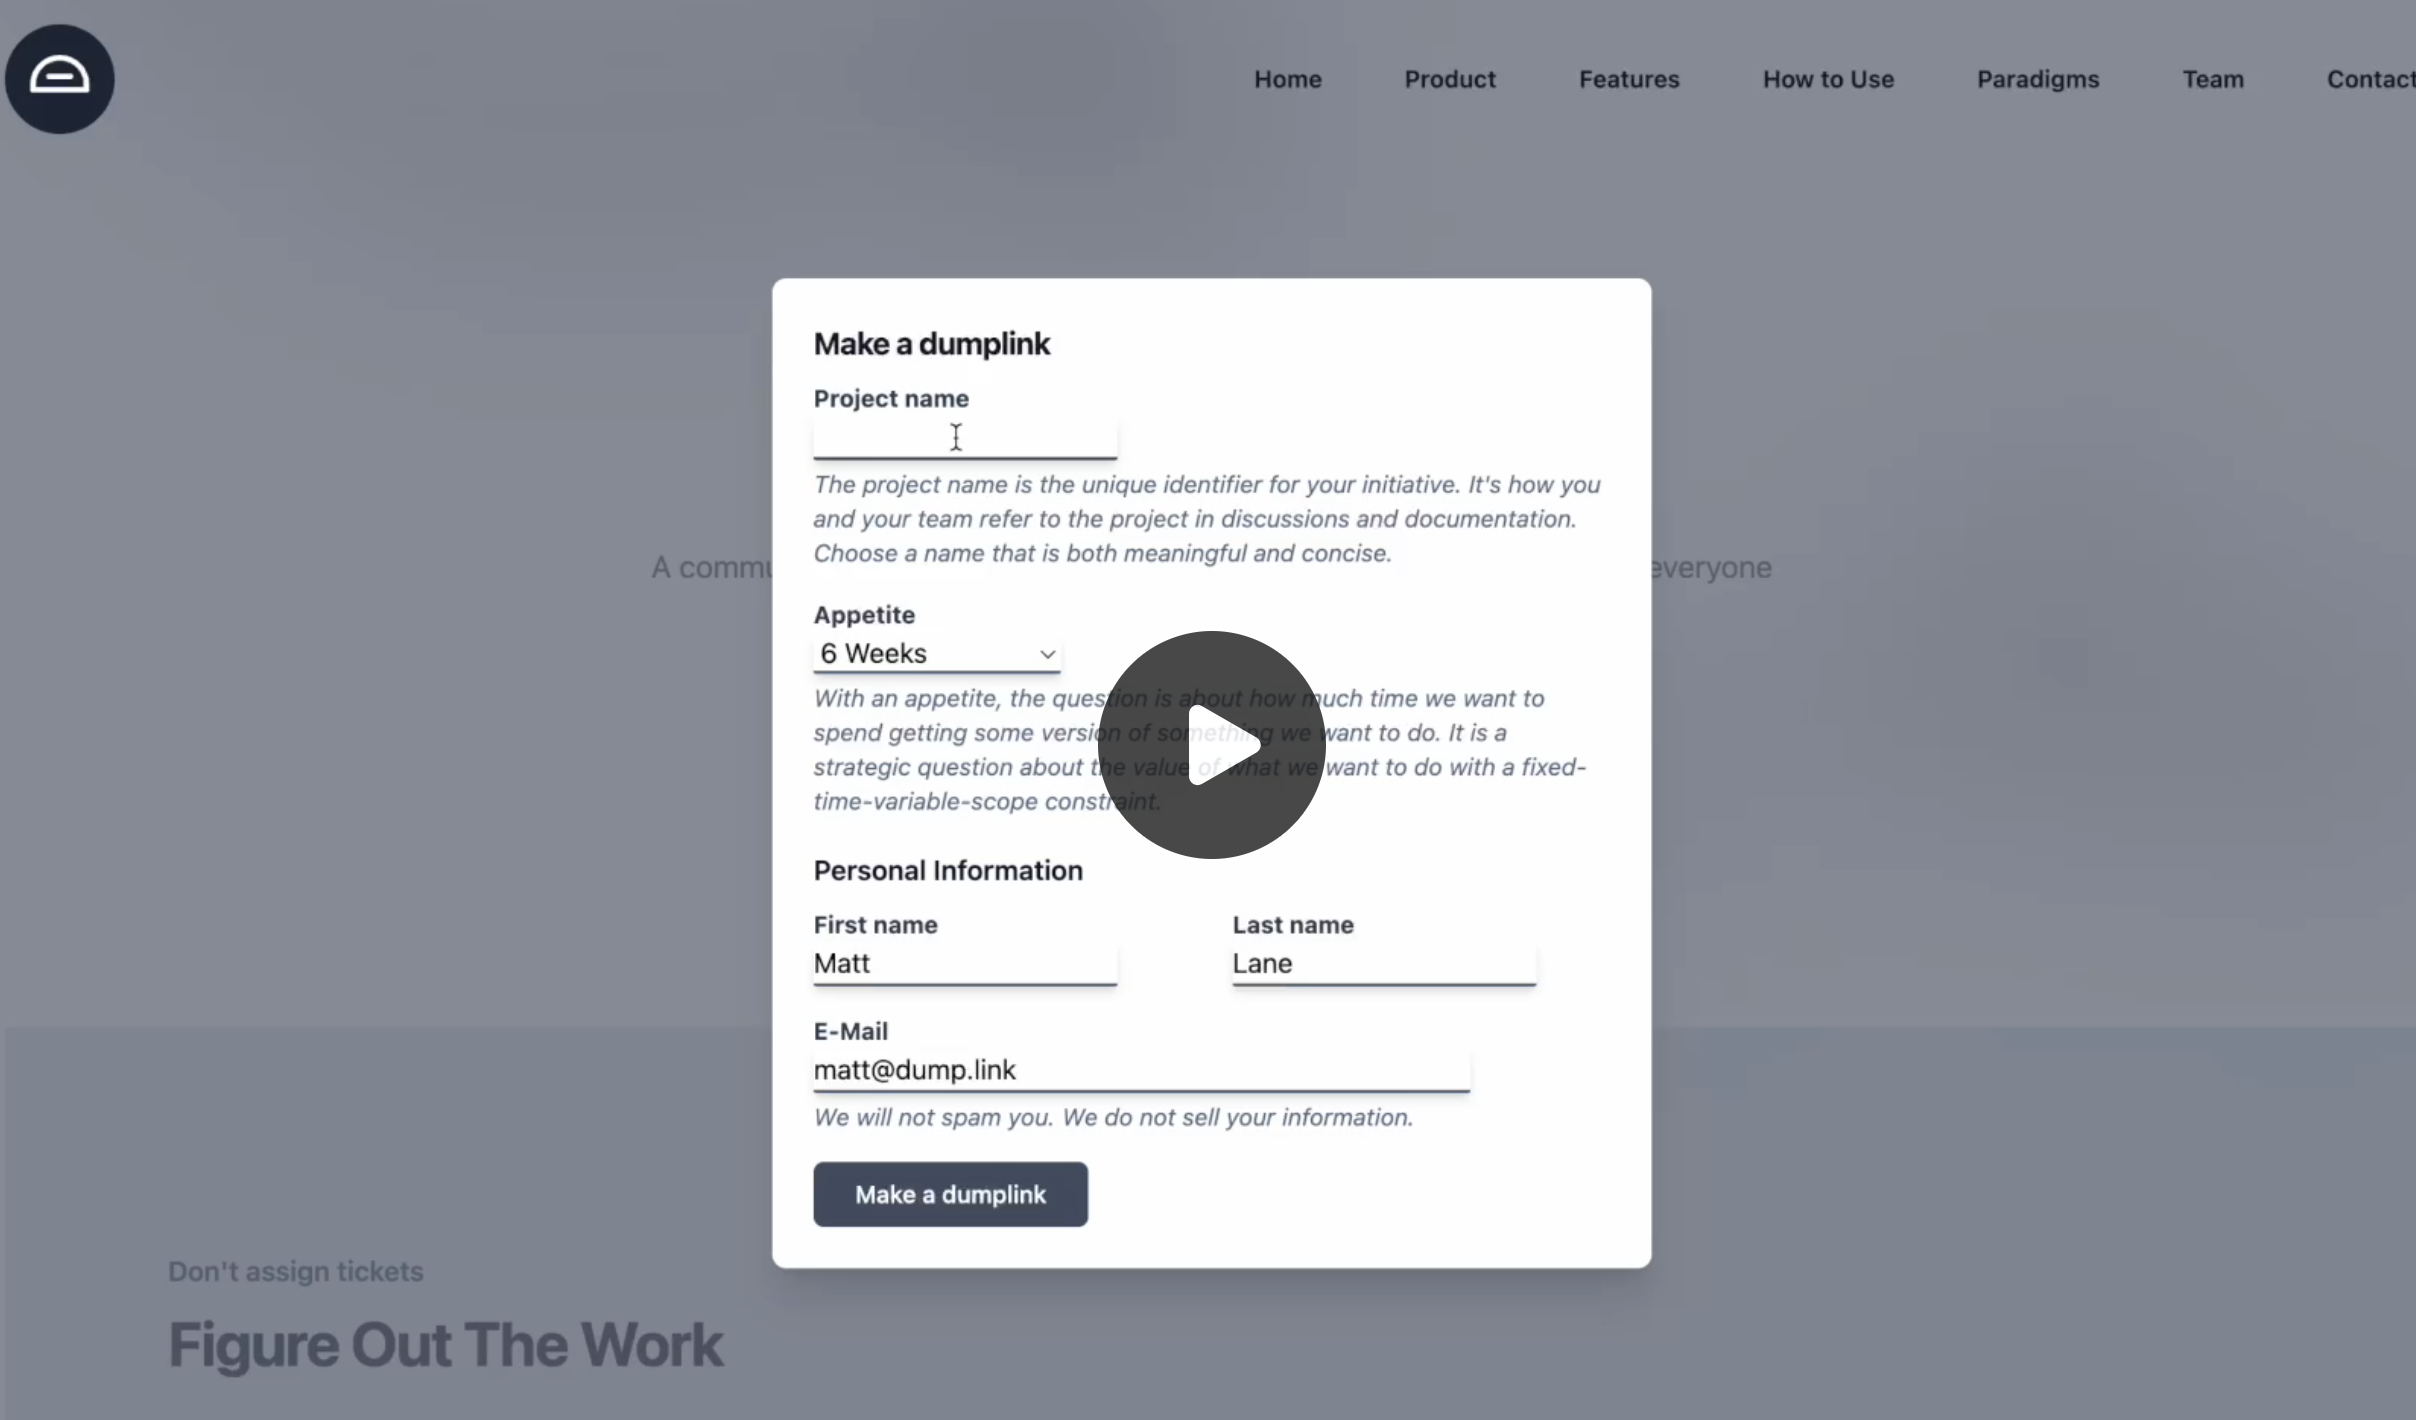 Home Product Features How to Use Paradigms Team Contact
Make a dumplink
Project name
The project name is the unique identifier for your initiative. It's how you
and your team refer to the project in discussions and documentation.
Choose a name that is both meaningful and concise.
A commu
everyone
Appetite
6 Weeks
With an appetite, the question is about how much time we want to
spend getting some version of something we want to do. It is a
strategic question about the value of what we want to do with a fixed-
time-variable-scope constraint.
Personal Information
First name Last name
Matt Lane
E-Mail
matt@dump.link
We will not spam you. We do not sell your information.
Make a dumplink
Don't assign tickets
Figure Out The Work